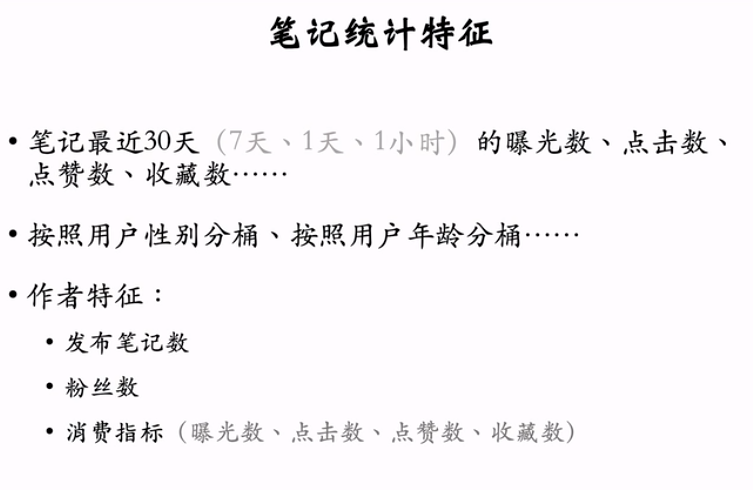 笔记统计特征
• 笔记最近30天（7天、1天、1小时）的曝光数、点击数、
点赞数、收藏数……
• 按照用户性别分桶、按照用户年龄分桶……
• 作者特征：
• 发布笔记数
• 粉丝数
• 消费指标（曝光数、点击数、点赞数、收藏数）